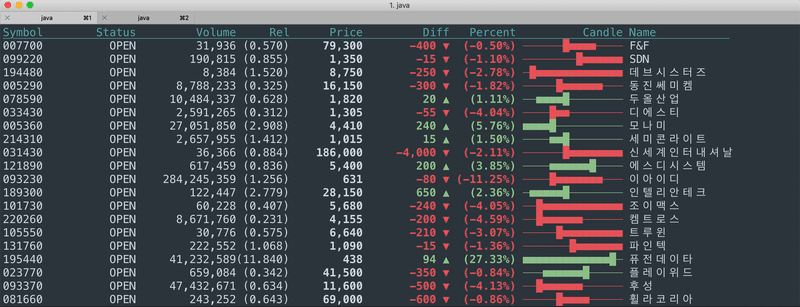 1. java
× java ⌘1 × java ⌘2
Symbol Status Volume Rel Price Diff Percent Candle Name
007700 OPEN 31,936 (0.570) 79,300 -400 ▼ (-0.50%) F&F
099220 OPEN 190,815 (0.855) 1,350 -15 ▼ (-1.10%) SDN
194480 OPEN 8,384 (1.520) 8,750 -250 ▼ (-2.78%) 데브시스터즈
005290 OPEN 8,788,233 (0.325) 16,150 -300 ▼ (-1.82%) 동진쎄미켐
078590 OPEN 10,484,337 (0.628) 1,820 20 ▲ (1.11%) 두올산업
033430 OPEN 2,591,265 (0.312) 1,305 -55 ▼ (-4.04%) 디에스티
005360 OPEN 27,051,850 (2.908) 4,410 240 ▲ (5.76%) 모나미
214310 OPEN 2,657,955 (1.412) 1,015 15 ▲ (1.50%) 세미콘라이트
031430 OPEN 36,366 (0.884) 186,000 -4,000 ▼ (-2.11%) 신세계인터내셔날
121890 OPEN 617,459 (0.836) 5,400 200 ▲ (3.85%) 에스디시스템
093230 OPEN 284,245,359 (1.256) 631 -80 ▼ (-11.25%) 이아이디
189300 OPEN 122,447 (2.779) 28,150 650 ▲ (2.36%) 인텔리안테크
101730 OPEN 60,228 (0.407) 5,680 -240 ▼ (-4.05%) 조이맥스
220260 OPEN 8,671,760 (0.231) 4,155 -200 ▼ (-4.59%) 켐트로스
105550 OPEN 30,776 (0.575) 6,640 -210 ▼ (-3.07%) 트루윈
131760 OPEN 222,552 (1.068) 1,090 -15 ▼ (-1.36%) 파인텍
195440 OPEN 41,232,589(11.840) 438 94 ▲ (27.33%) 퓨전데이타
023770 OPEN 659,084 (0.342) 41,500 -350 ▼ (-0.84%) 플레이위드
093370 OPEN 47,432,671 (0.634) 11,600 -500 ▼ (-4.13%) 후성
081660 OPEN 243,252 (0.643) 69,000 -600 ▼ (-0.86%) 휠라코리아